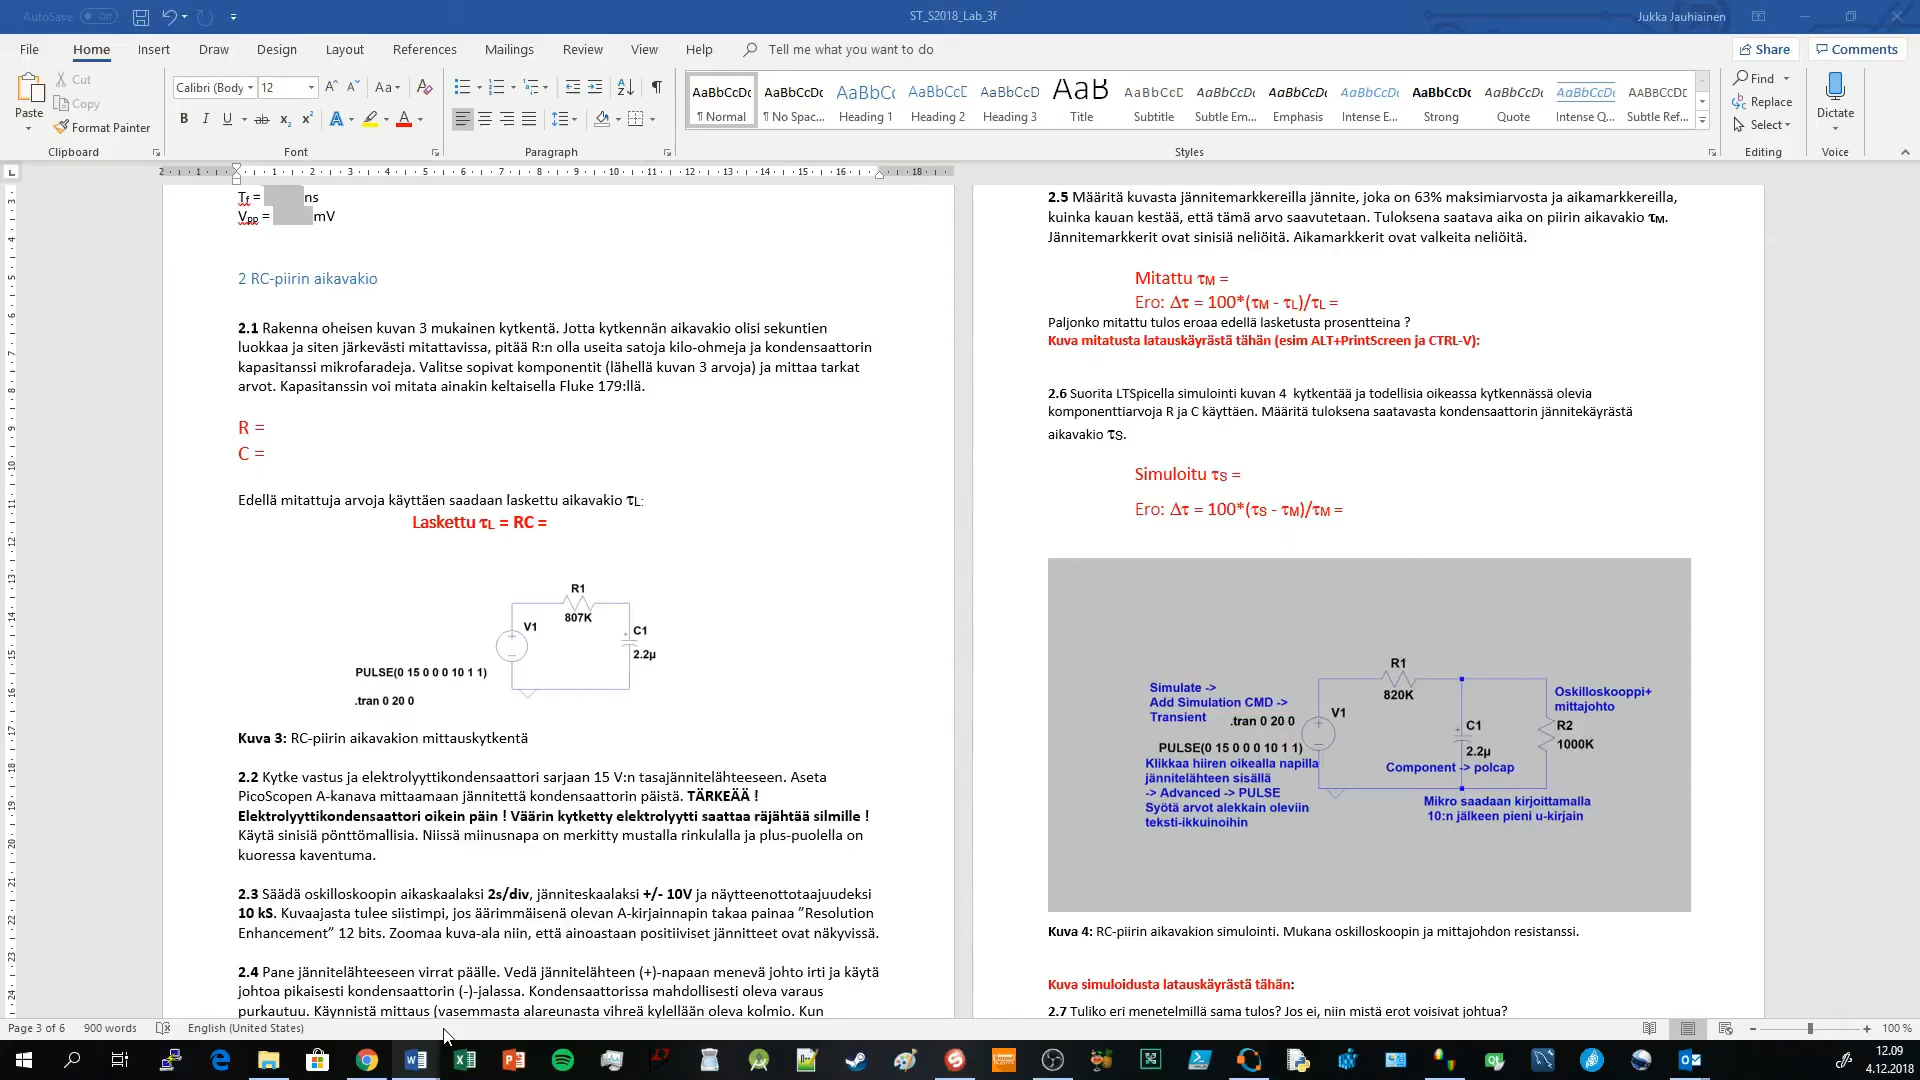 AutoSave Off
ST_S2018_Lab_3f
Jukka Jauhiainen
File Home Insert Draw Design Layout References Mailings Review View Help Tell me what you want to do
Share Comments
Paste
Cut
Copy
Format Painter
Clipboard
Calibri (Body 12
Font
Paragraph
AaBbCcDc AaBbCcDc AaBbCc AaBbCcD AaBbCcD AaB AaBbCcD AaBbCcDc AaBbCcDc AaBbCcDc AaBbCcDc AaBbCcDc AaBbCcDc AaBbCcDc
¶ Normal ¶ No Spac... Heading 1 Heading 2 Heading 3 Title Subtitle Subtle Em... Emphasis Intense E... Strong Quote Intense Q... Subtle Ref...
Styles
Find
Replace
Select
Editing
Dictate
Voice
Tf = ns
Vpp = mV
2 RC-piirin aikavakio
2.1 Rakenna oheisen kuvan 3 mukainen kytkentä. Jotta kytkennän aikavakio olisi sekuntien
luokkaa ja siten järkevästi mitattavissa, pitää R:n olla useita satoja kilo-ohmeja ja kondensaattorin
kapasitanssi mikrofaradeja. Valitse sopivat komponentit (lähellä kuvan 3 arvoja) ja mittaa tarkat
arvot. Kapasitanssin voi mitata ainakin keltaisella Fluke 179:llä.
R =
C =
Edellä mitattuja arvoja käyttäen saadaan laskettu aikavakio τL:
Laskettu τL = RC =
R1
807K
V1
C1
2.2µ
PULSE(0 15 0 0 0 10 1 1)
.tran 0 20 0
Kuva 3: RC-piirin aikavakion mittauskytkentä
2.2 Kytke vastus ja elektrolyyttikondensaattori sarjaan 15 V:n tasajännitelähteeseen. Aseta
PicoScopen A-kanava mittaamaan jännitettä kondensaattorin päistä. TÄRKEÄÄ !
Elektrolyyttikondensaattori oikein päin ! Väärin kytketty elektrolyytti saattaa räjähtää silmille !
Käytä sinisiä pönttömallisia. Niissä miinusnapa on merkitty mustalla rinkulalla ja plus-puolella on
kuoressa kaventuma.
2.3 Säädä oskilloskoopin aikaskaalaksi 2s/div, jänniteskaalaksi +/- 10V ja näytteenottotaajuudeksi
10 kS. Kuvaajasta tulee siistimpi, jos äärimmäisenä olevan A-kirjainnapin takaa painaa ”Resolution
Enhancement” 12 bits. Zoomaa kuva-ala niin, että ainoastaan positiiviset jännitteet ovat näkyvissä.
2.4 Pane jännitelähteeseen virrat päälle. Vedä jännitelähteen (+)-napaan menevä johto irti ja käytä
johtoa pikaisesti kondensaattorin (-)-jalassa. Kondensaattorissa mahdollisesti oleva varaus
purkautuu. Käynnistä mittaus (vasemmasta alareunasta vihreä kylellään oleva kolmio. Kun
2.5 Määritä kuvasta jännitemarkkereilla jännite, joka on 63% maksimiarvosta ja aikamarkkereilla,
kuinka kauan kestää, että tämä arvo saavutetaan. Tuloksena saatava aika on piirin aikavakio τM.
Jännitemarkkerit ovat sinisiä neliöitä. Aikamarkkerit ovat valkeita neliöitä.
Mitattu τM =
Ero: Δτ = 100*(τM - τL)/τL =
Paljonko mitattu tulos eroaa edellä lasketusta prosentteina ?
Kuva mitatusta latauskäyrästä tähän (esim ALT+PrintScreen ja CTRL-V):
2.6 Suorita LTSpicella simulointi kuvan 4 kytkentää ja todellisia oikeassa kytkennässä olevia
komponenttiarvoja R ja C käyttäen. Määritä tuloksena saatavasta kondensaattorin jännitekäyrästä
aikavakio τS.
Simuloitu τS =
Ero: Δτ = 100*(τS - τM)/τM =
Simulate ->
Add Simulation CMD ->
Transient .tran 0 20 0
PULSE(0 15 0 0 0 10 1 1)
Klikkaa hiiren oikealla napilla
jännitelähteen sisällä
-> Advanced -> PULSE
Syötä arvot alekkain oleviin
teksti-ikkuinoihin
R1
820K
V1
C1
2.2µ
Component -> polcap
Oskilloskooppi+
mittajohto
R2
1000K
Mikro saadaan kirjoittamalla
10:n jälkeen pieni u-kirjain
Kuva 4: RC-piirin aikavakion simulointi. Mukana oskilloskoopin ja mittajohdon resistanssi.
Kuva simuloidusta latauskäyrästä tähän:
2.7 Tuliko eri menetelmillä sama tulos? Jos ei, niin mistä erot voisivat johtua?
Page 3 of 6 900 words English (United States)
100 %
12.09
4.12.2018